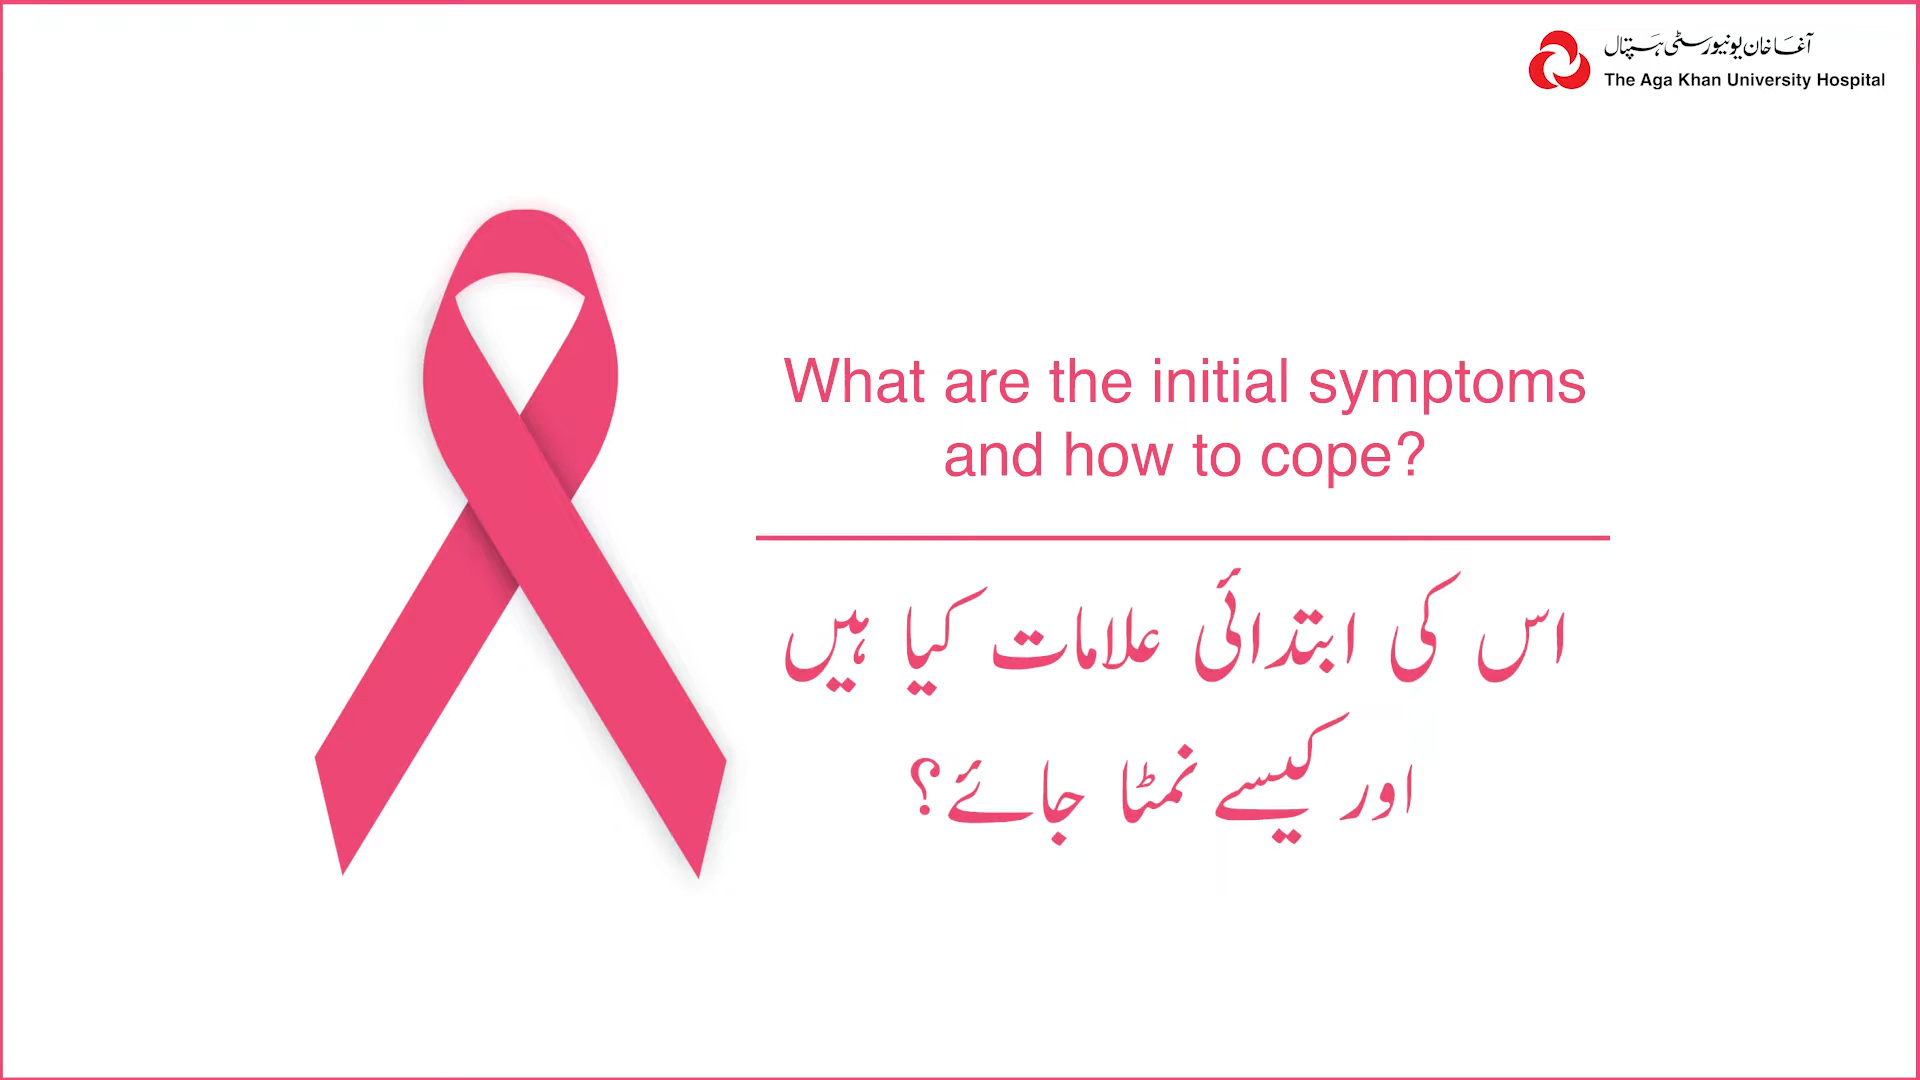 آغا خان یونیورسٹی ہسپتال
The Aga Khan University Hospital
What are the initial symptoms
and how to cope?
اس کی ابتدائی علامات کیا ہیں
اور کیسے نمٹا جائے؟